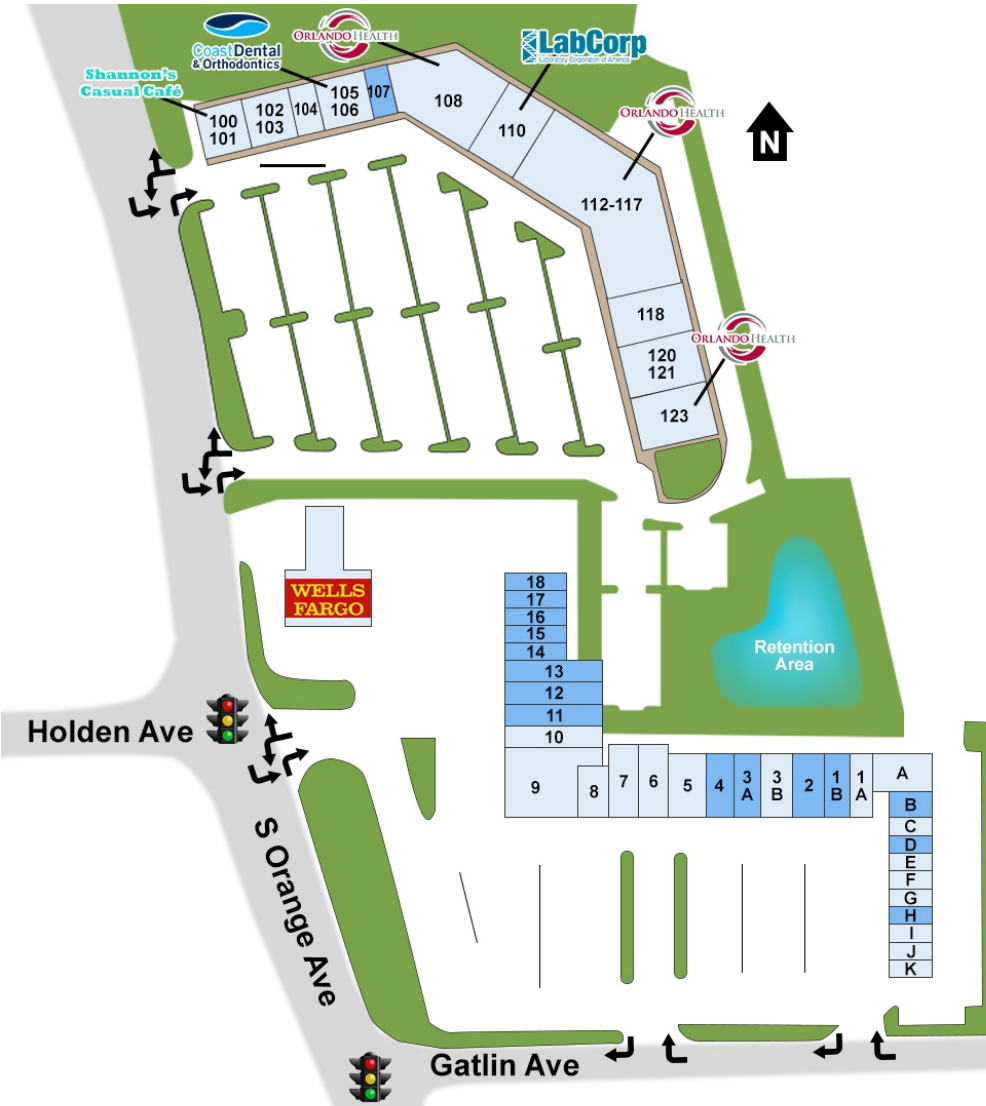 CoastDental
& Orthodontics
ORLANDO HEALTH
LabCorp
Laboratory Corporation of America
Shannon's
Casual Café
ORLANDO HEALTH
N
100
101
102
103
104
105
106
107
108
110
112-117
118
ORLANDO HEALTH
120
121
123
WELLS
FARGO
18
17
16
15
14
13
12
11
10
9
8
7
6
5
4
3
A
3
B
2
1
B
1
A
A
B
C
D
E
F
G
H
I
J
K
Retention
Area
Holden Ave
S Orange Ave
Gatlin Ave